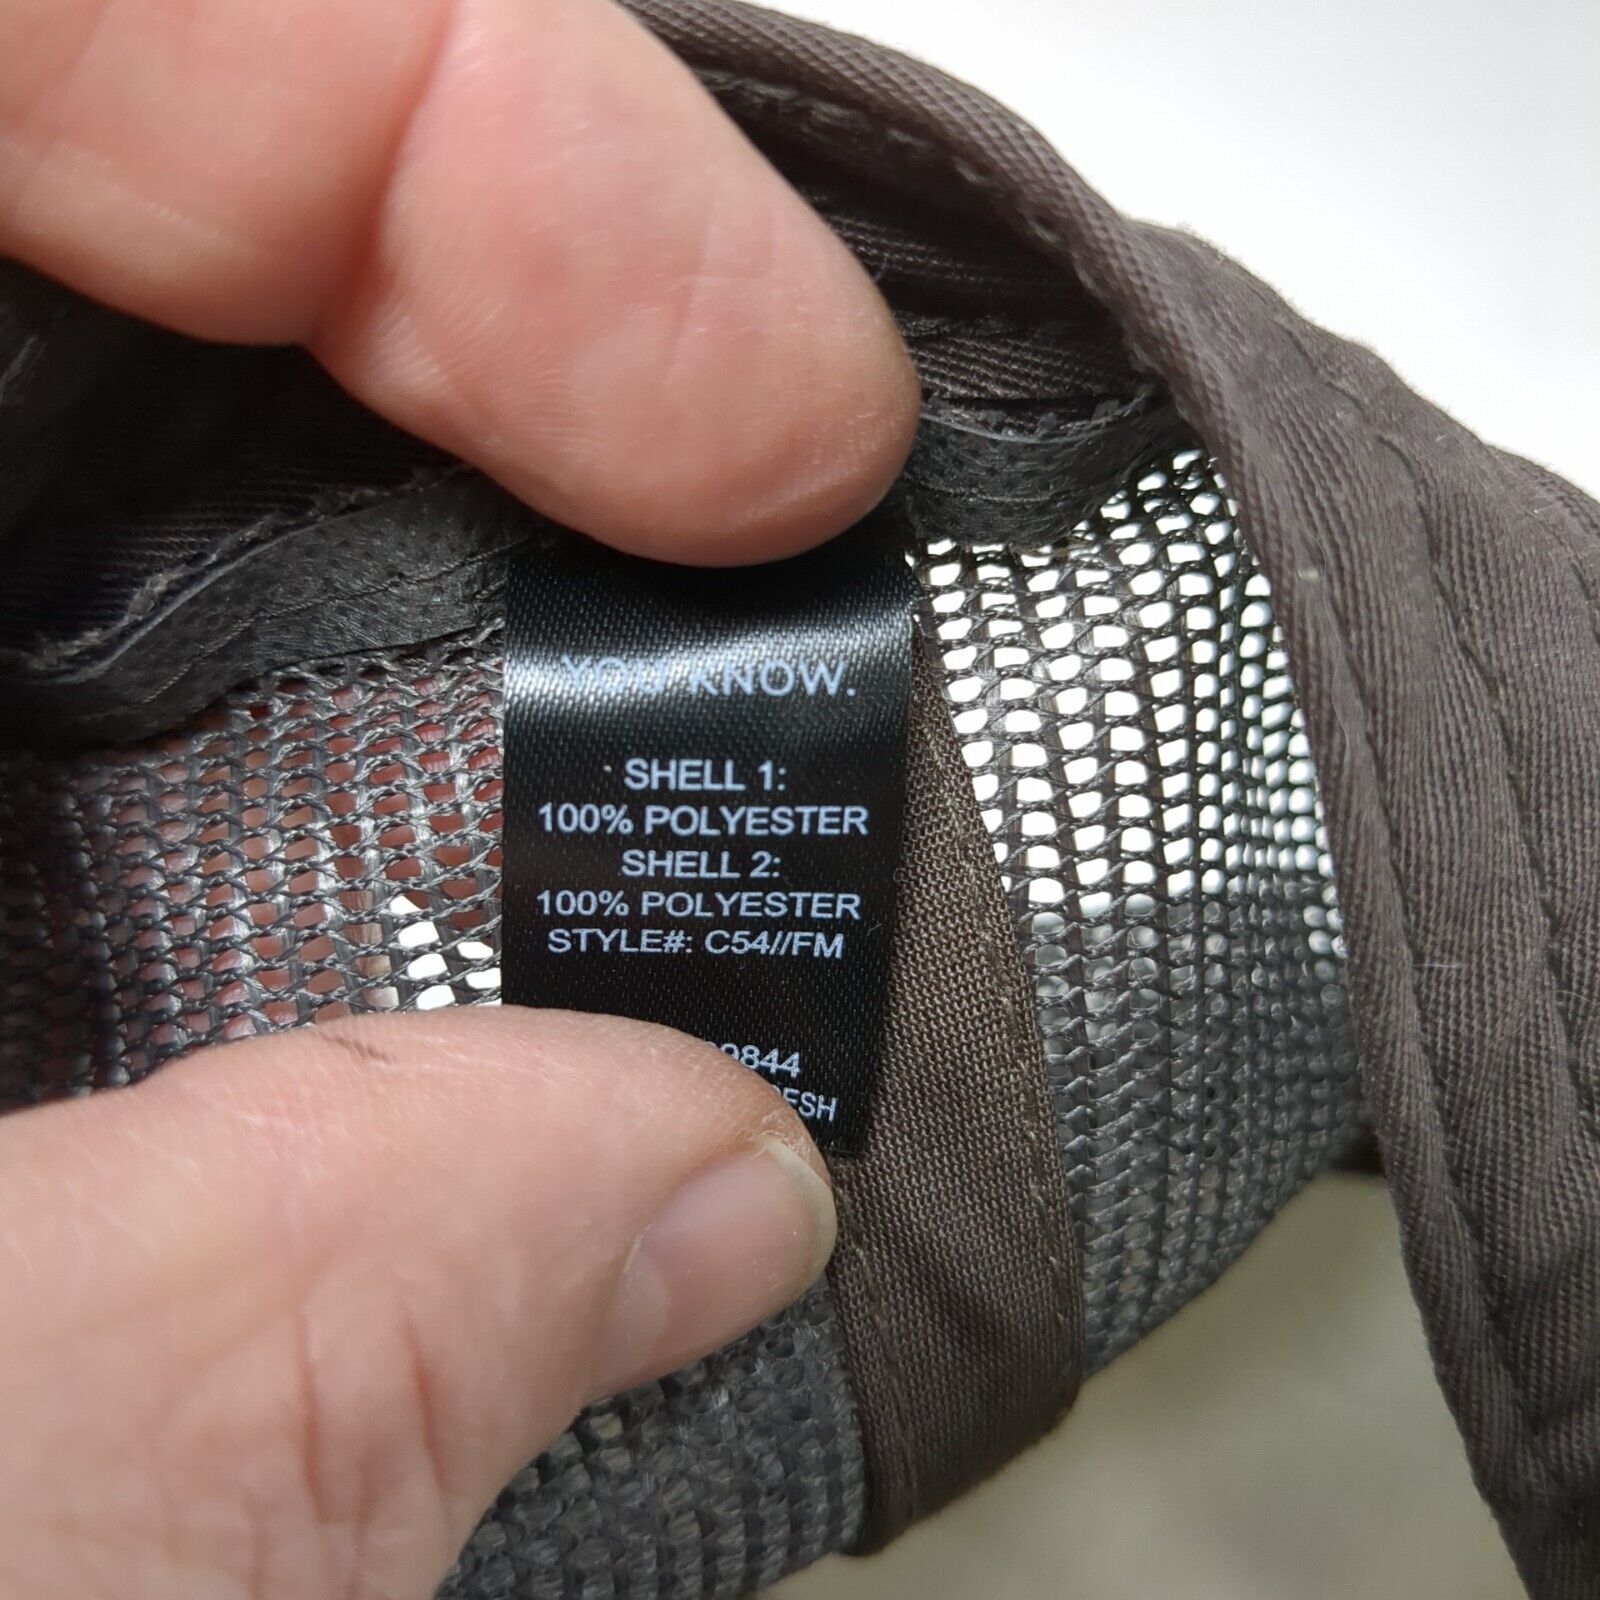 YOU KNOW.
SHELL 1:
100% POLYESTER
SHELL 2:
100% POLYESTER
STYLE#: C54//FM